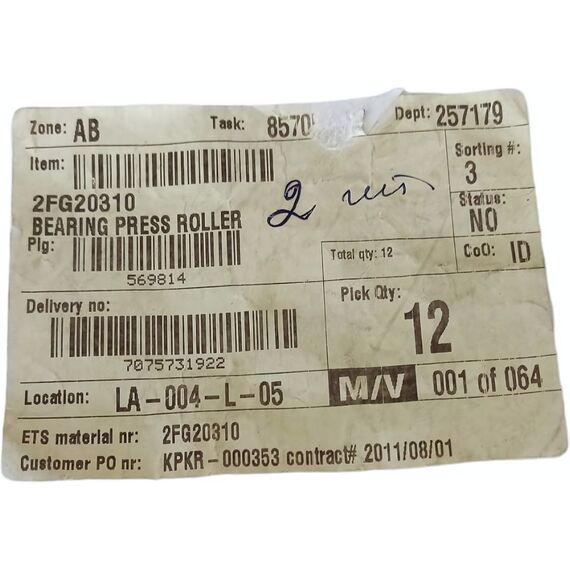 Zone: AB Task: 8570 Dept: 257179
Item: Sorting #:
3
2FG20310 Status:
BEARING PRESS ROLLER NO
Plg: Total qty: 12 CoO: ID
569814
Delivery no: Pick Qty:
12
7075731922
Location: LA-004-L-05 M/V 001 of 064
ETS material nr: 2FG20310
Customer PO nr: KPKR-000353 contract# 2011/08/01
2